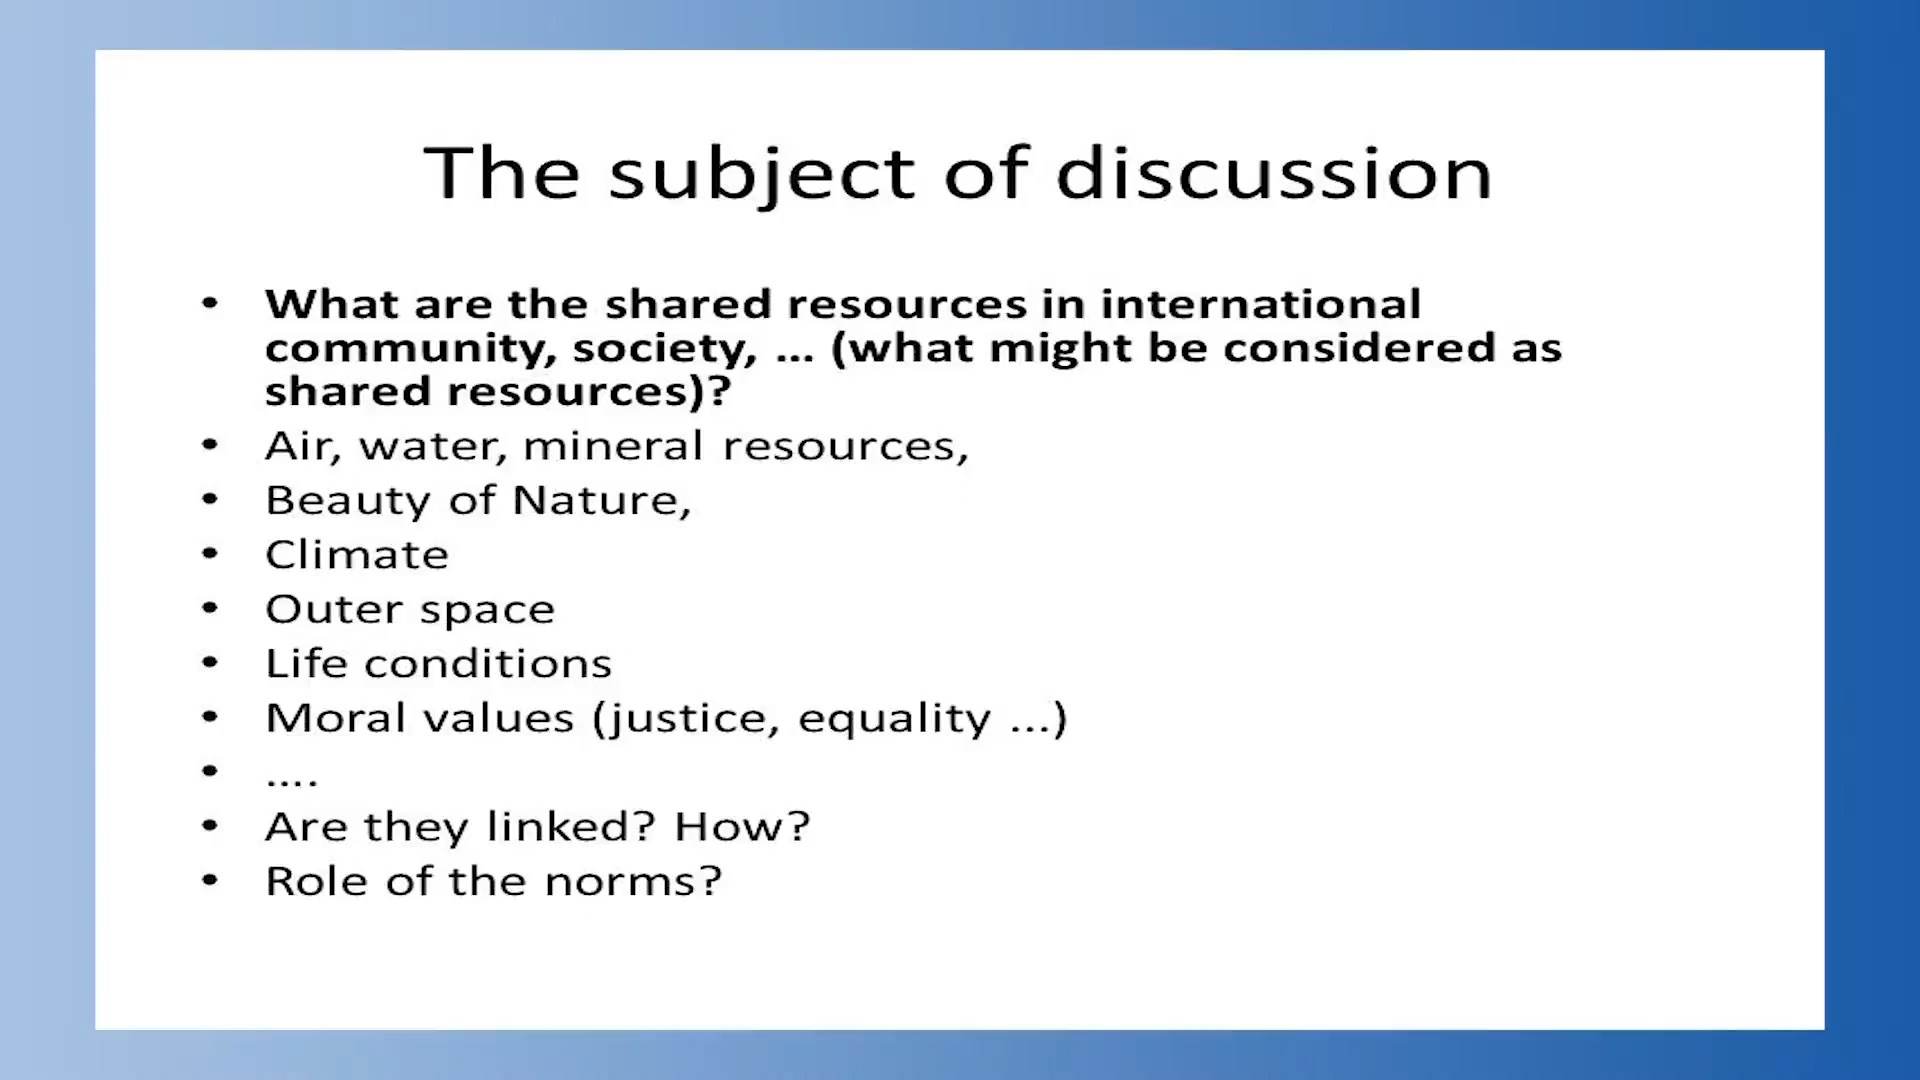 The subject of discussion
• What are the shared resources in international
community, society, ... (what might be considered as
shared resources)?
• Air, water, mineral resources,
• Beauty of Nature,
• Climate
• Outer space
• Life conditions
• Moral values (justice, equality ...)
• ....
• Are they linked? How?
• Role of the norms?